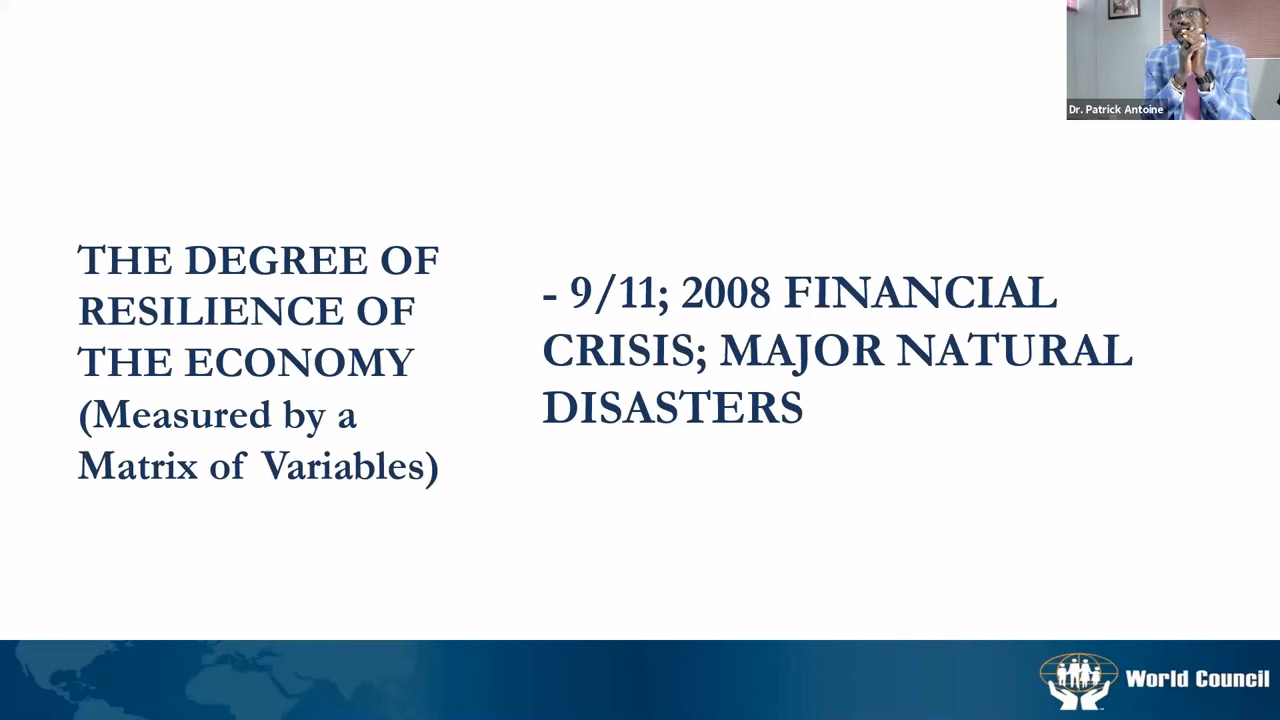 Dr. Patrick Antoine
THE DEGREE OF
RESILIENCE OF
THE ECONOMY
(Measured by a
Matrix of Variables)
- 9/11; 2008 FINANCIAL
CRISIS; MAJOR NATURAL
DISASTERS
World Council